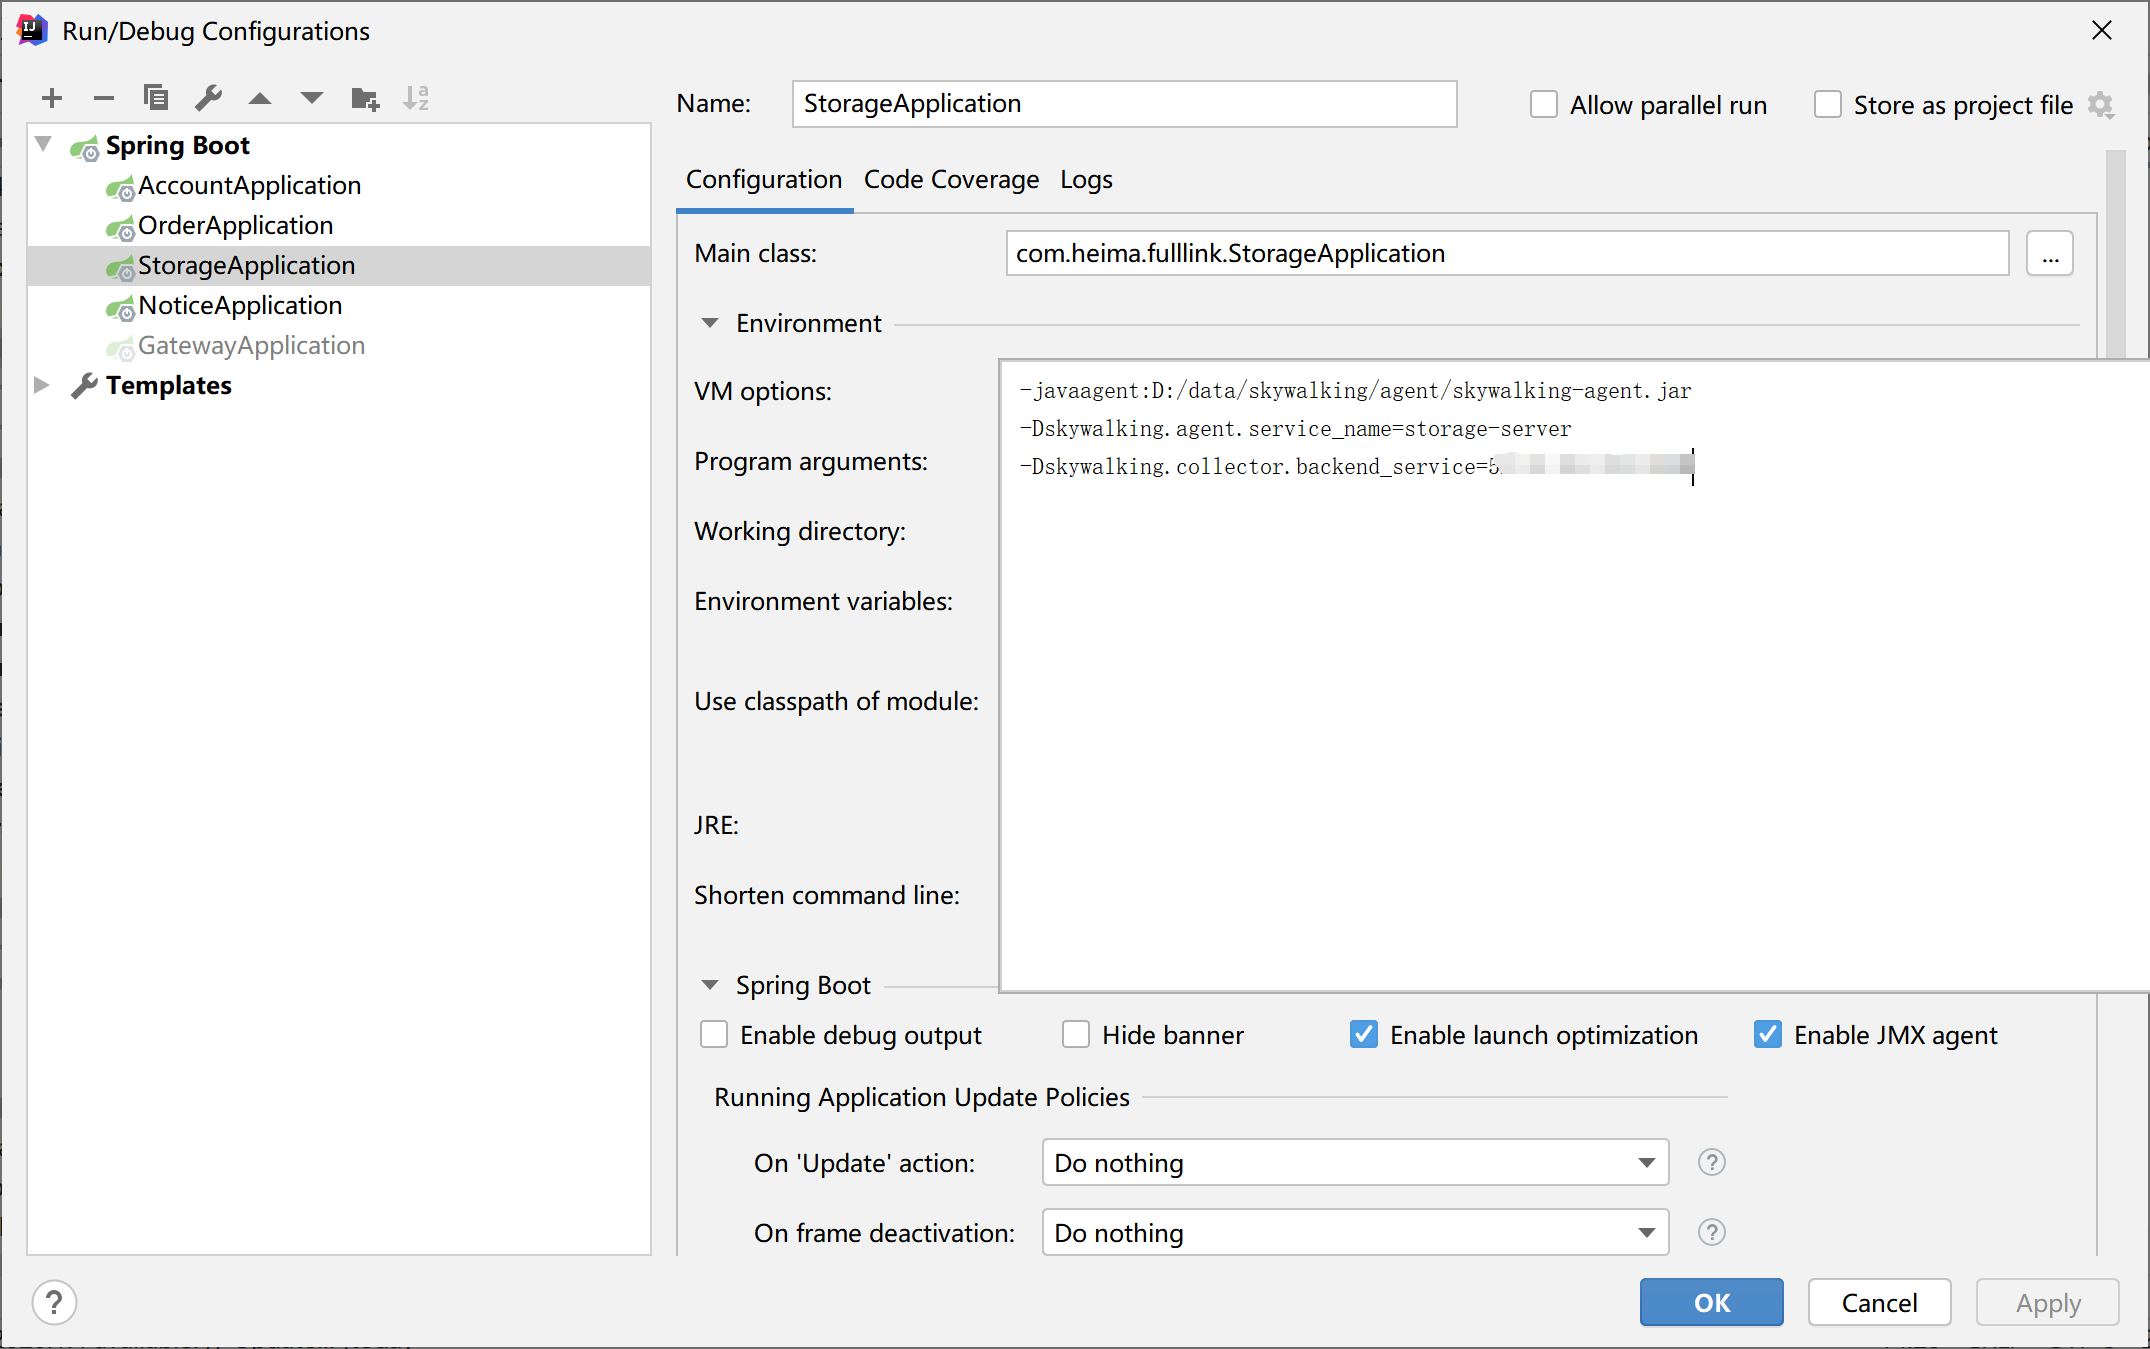 Run/Debug Configurations
Name: StorageApplication
Allow parallel run
Store as project file
Spring Boot
AccountApplication
OrderApplication
StorageApplication
NoticeApplication
GatewayApplication
Templates
Configuration Code Coverage Logs
Main class: com.heima.fulllink.StorageApplication ...
Environment
VM options:
-javaagent:D:/data/skywalking/agent/skywalking-agent.jar
-Dskywalking.agent.service_name=storage-server
-Dskywalking.collector.backend_service=5
Program arguments:
Working directory:
Environment variables:
Use classpath of module:
JRE:
Shorten command line:
Spring Boot
Enable debug output Hide banner Enable launch optimization Enable JMX agent
Running Application Update Policies
On 'Update' action: Do nothing ?
On frame deactivation: Do nothing ?
? OK Cancel Apply